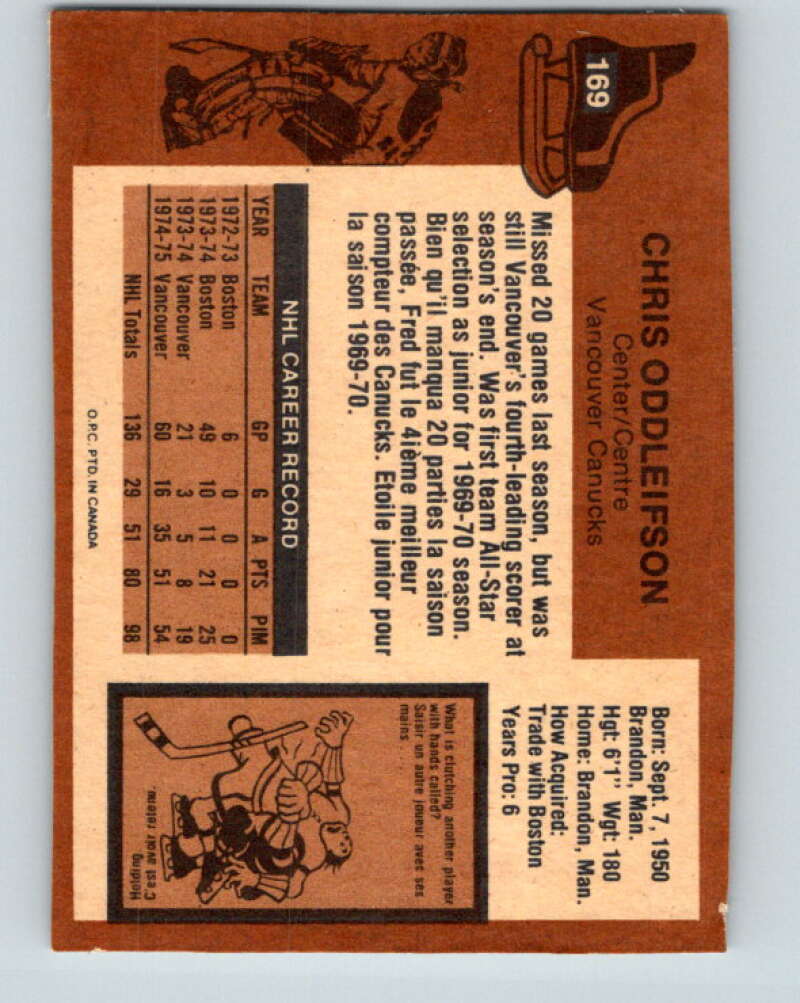 169
CHRIS ODDLEIFSON
Center/Centre
Vancouver Canucks
Born: Sept. 7, 1950
Brandon, Man.
Hgt: 6'1" Wgt: 180
Home: Brandon, Man.
How Acquired:
Trade with Boston
Years Pro: 6
Missed 20 games last season, but was
still Vancouver's fourth-leading scorer at
season's end. Was first team All-Star
selection as junior for 1969-70 season.
Bien qu'il manqua 20 parties la saison
passée, Fred fut le 4ième meilleur
compteur des Canucks. Etoile junior pour
la saison 1969-70.
NHL CAREER RECORD
YEAR TEAM GP G A PTS PIM
1972-73 Boston 6 0 0 0 0
1973-74 Boston 49 10 11 21 25
1973-74 Vancouver 21 3 5 8 19
1974-75 Vancouver 60 16 35 51 54
NHL Totals 136 29 51 80 98
What is clutching another player
with hands called?
Saisir un autre joueur avec ses
mains . . .
Holding
C'est avoir retenu.
O.P.C. PTD. IN CANADA